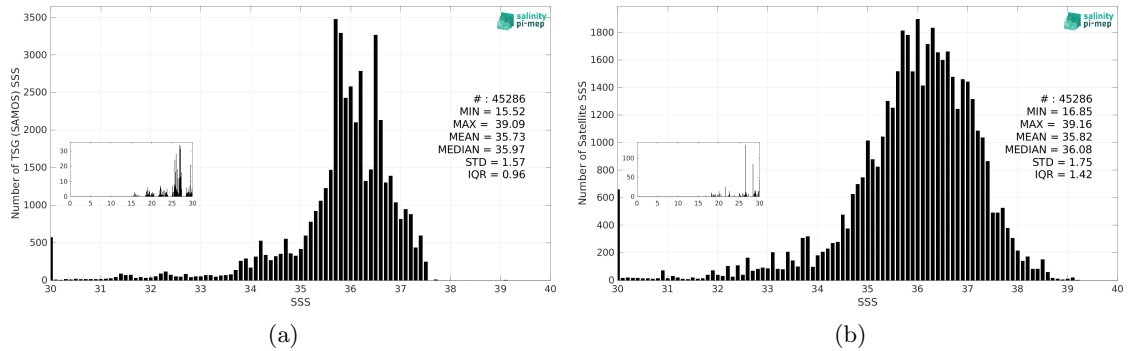 3500
3000
2500
2000
1500
1000
500
0
Number of TSG (SAMOS) SSS
salinity
pi-mep
# : 45286
MIN = 15.52
MAX = 39.09
MEAN = 35.73
MEDIAN = 35.97
STD = 1.57
IQR = 0.96
30
20
10
0
0 5 10 15 20 25 30
30 31 32 33 34 35 36 37 38 39 40
SSS
(a)
1800
1600
1400
1200
1000
800
600
400
200
0
Number of Satellite SSS
salinity
pi-mep
# : 45286
MIN = 16.85
MAX = 39.16
MEAN = 35.82
MEDIAN = 36.08
STD = 1.75
IQR = 1.42
100
50
0
0 5 10 15 20 25 30
30 31 32 33 34 35 36 37 38 39 40
SSS
(b)